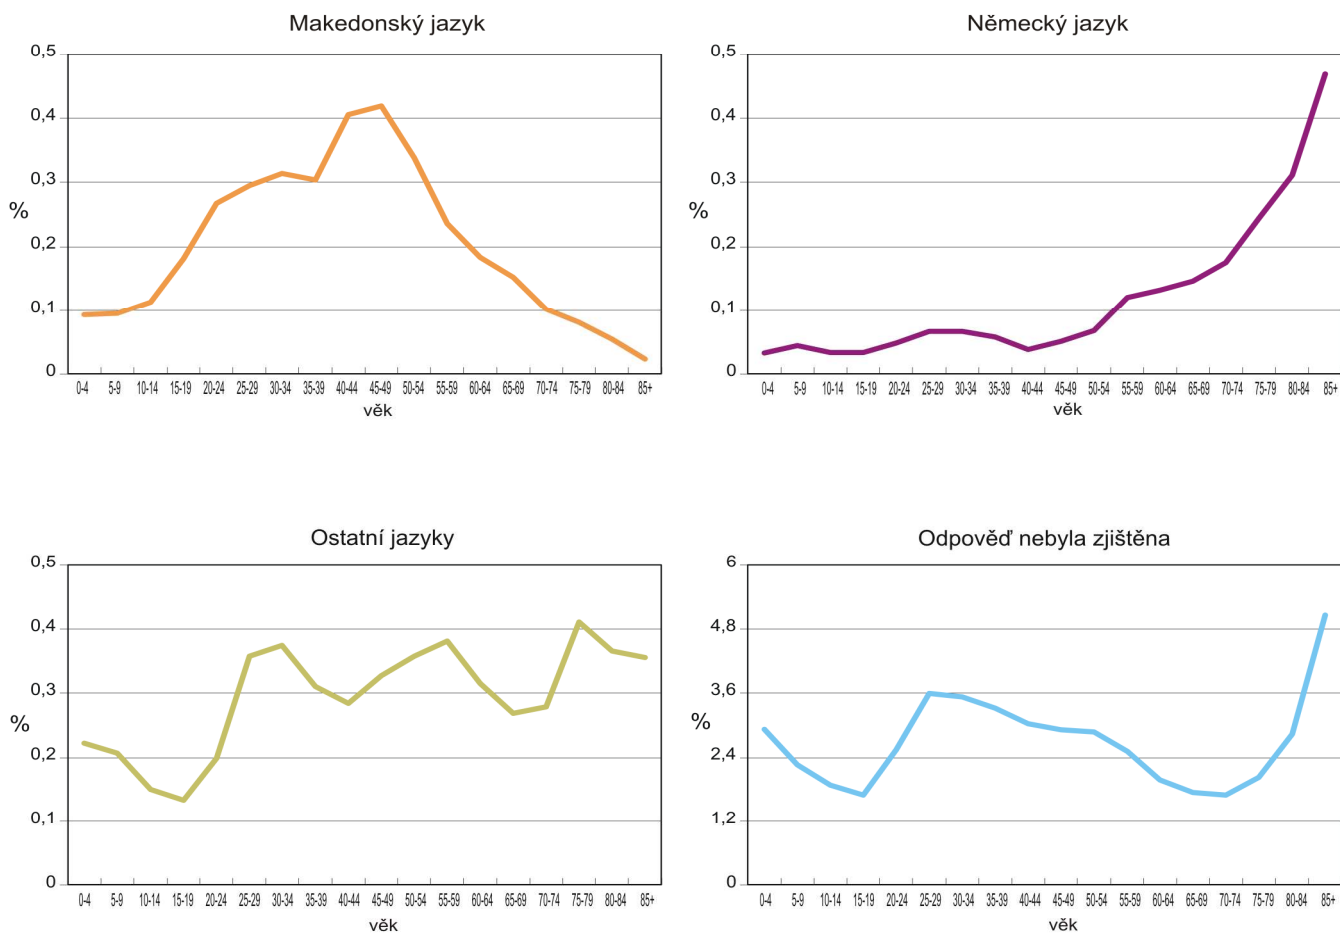 Makedonský jazyk
0,5
0,4
0,3
%
0,2
0,1
0
0-4 5-9 10-14 15-19 20-24 25-29 30-34 35-39 40-44 45-49 50-54 55-59 60-64 65-69 70-74 75-79 80-84 85+
věk
Německý jazyk
0,5
0,4
0,3
%
0,2
0,1
0
0-4 5-9 10-14 15-19 20-24 25-29 30-34 35-39 40-44 45-49 50-54 55-59 60-64 65-69 70-74 75-79 80-84 85+
věk
Ostatní jazyky
0,5
0,4
0,3
%
0,2
0,1
0
0-4 5-9 10-14 15-19 20-24 25-29 30-34 35-39 40-44 45-49 50-54 55-59 60-64 65-69 70-74 75-79 80-84 85+
věk
Odpověď nebyla zjištěna
6
4,8
3,6
%
2,4
1,2
0
0-4 5-9 10-14 15-19 20-24 25-29 30-34 35-39 40-44 45-49 50-54 55-59 60-64 65-69 70-74 75-79 80-84 85+
věk